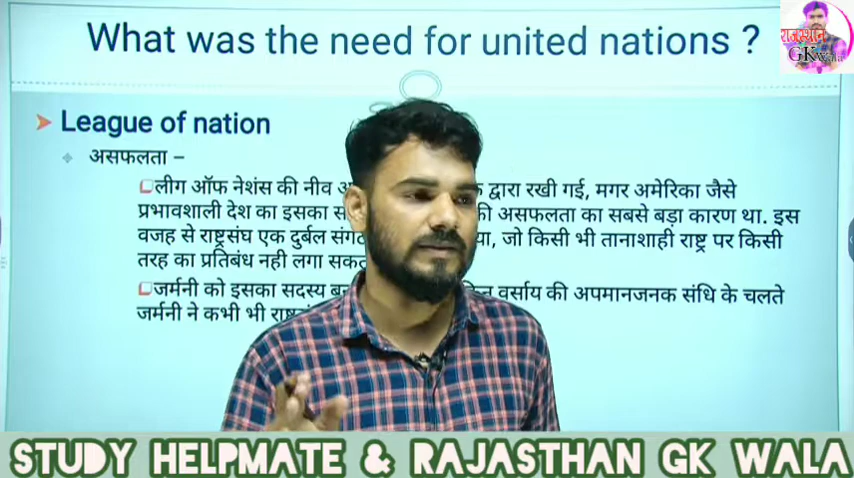 What was the need for united nations ?
राजस्थान
GK wala
League of nation
असफलता –
लीग ऑफ नेशंस की नीव द्वारा रखी गई, मगर अमेरिका जैसे
प्रभावशाली देश का इसका की असफलता का सबसे बड़ा कारण था. इस
वजह से राष्ट्रसंघ एक दुर्बल जो किसी भी तानाशाही राष्ट्र पर किसी
तरह का प्रतिबंध नही लगा
जर्मनी को इसका सदस्य वर्साय की अपमानजनक संधि के चलते
जर्मनी ने कभी भी
STUDY HELPMATE & RAJASTHAN GK WALA